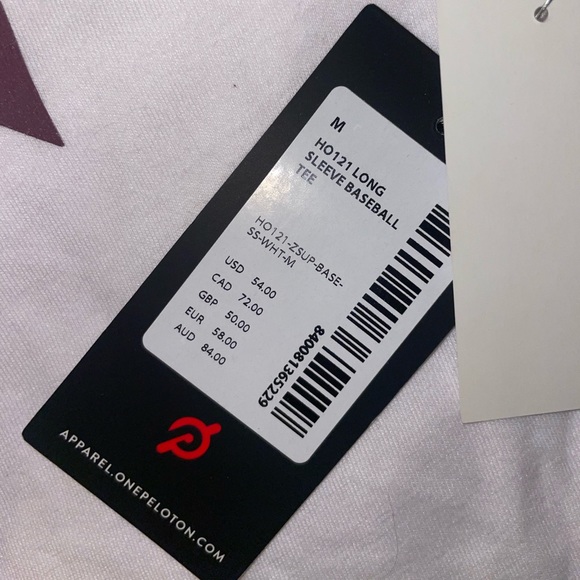 M
HO121 LONG
SLEEVE BASEBALL
TEE
HO121-ZSUP-BASE-
SS-WHT-M
USD 54.00
CAD 72.00
GBP 50.00
EUR 58.00
AUD 84.00
840081365229
APPAREL.ONEPELOTON.COM